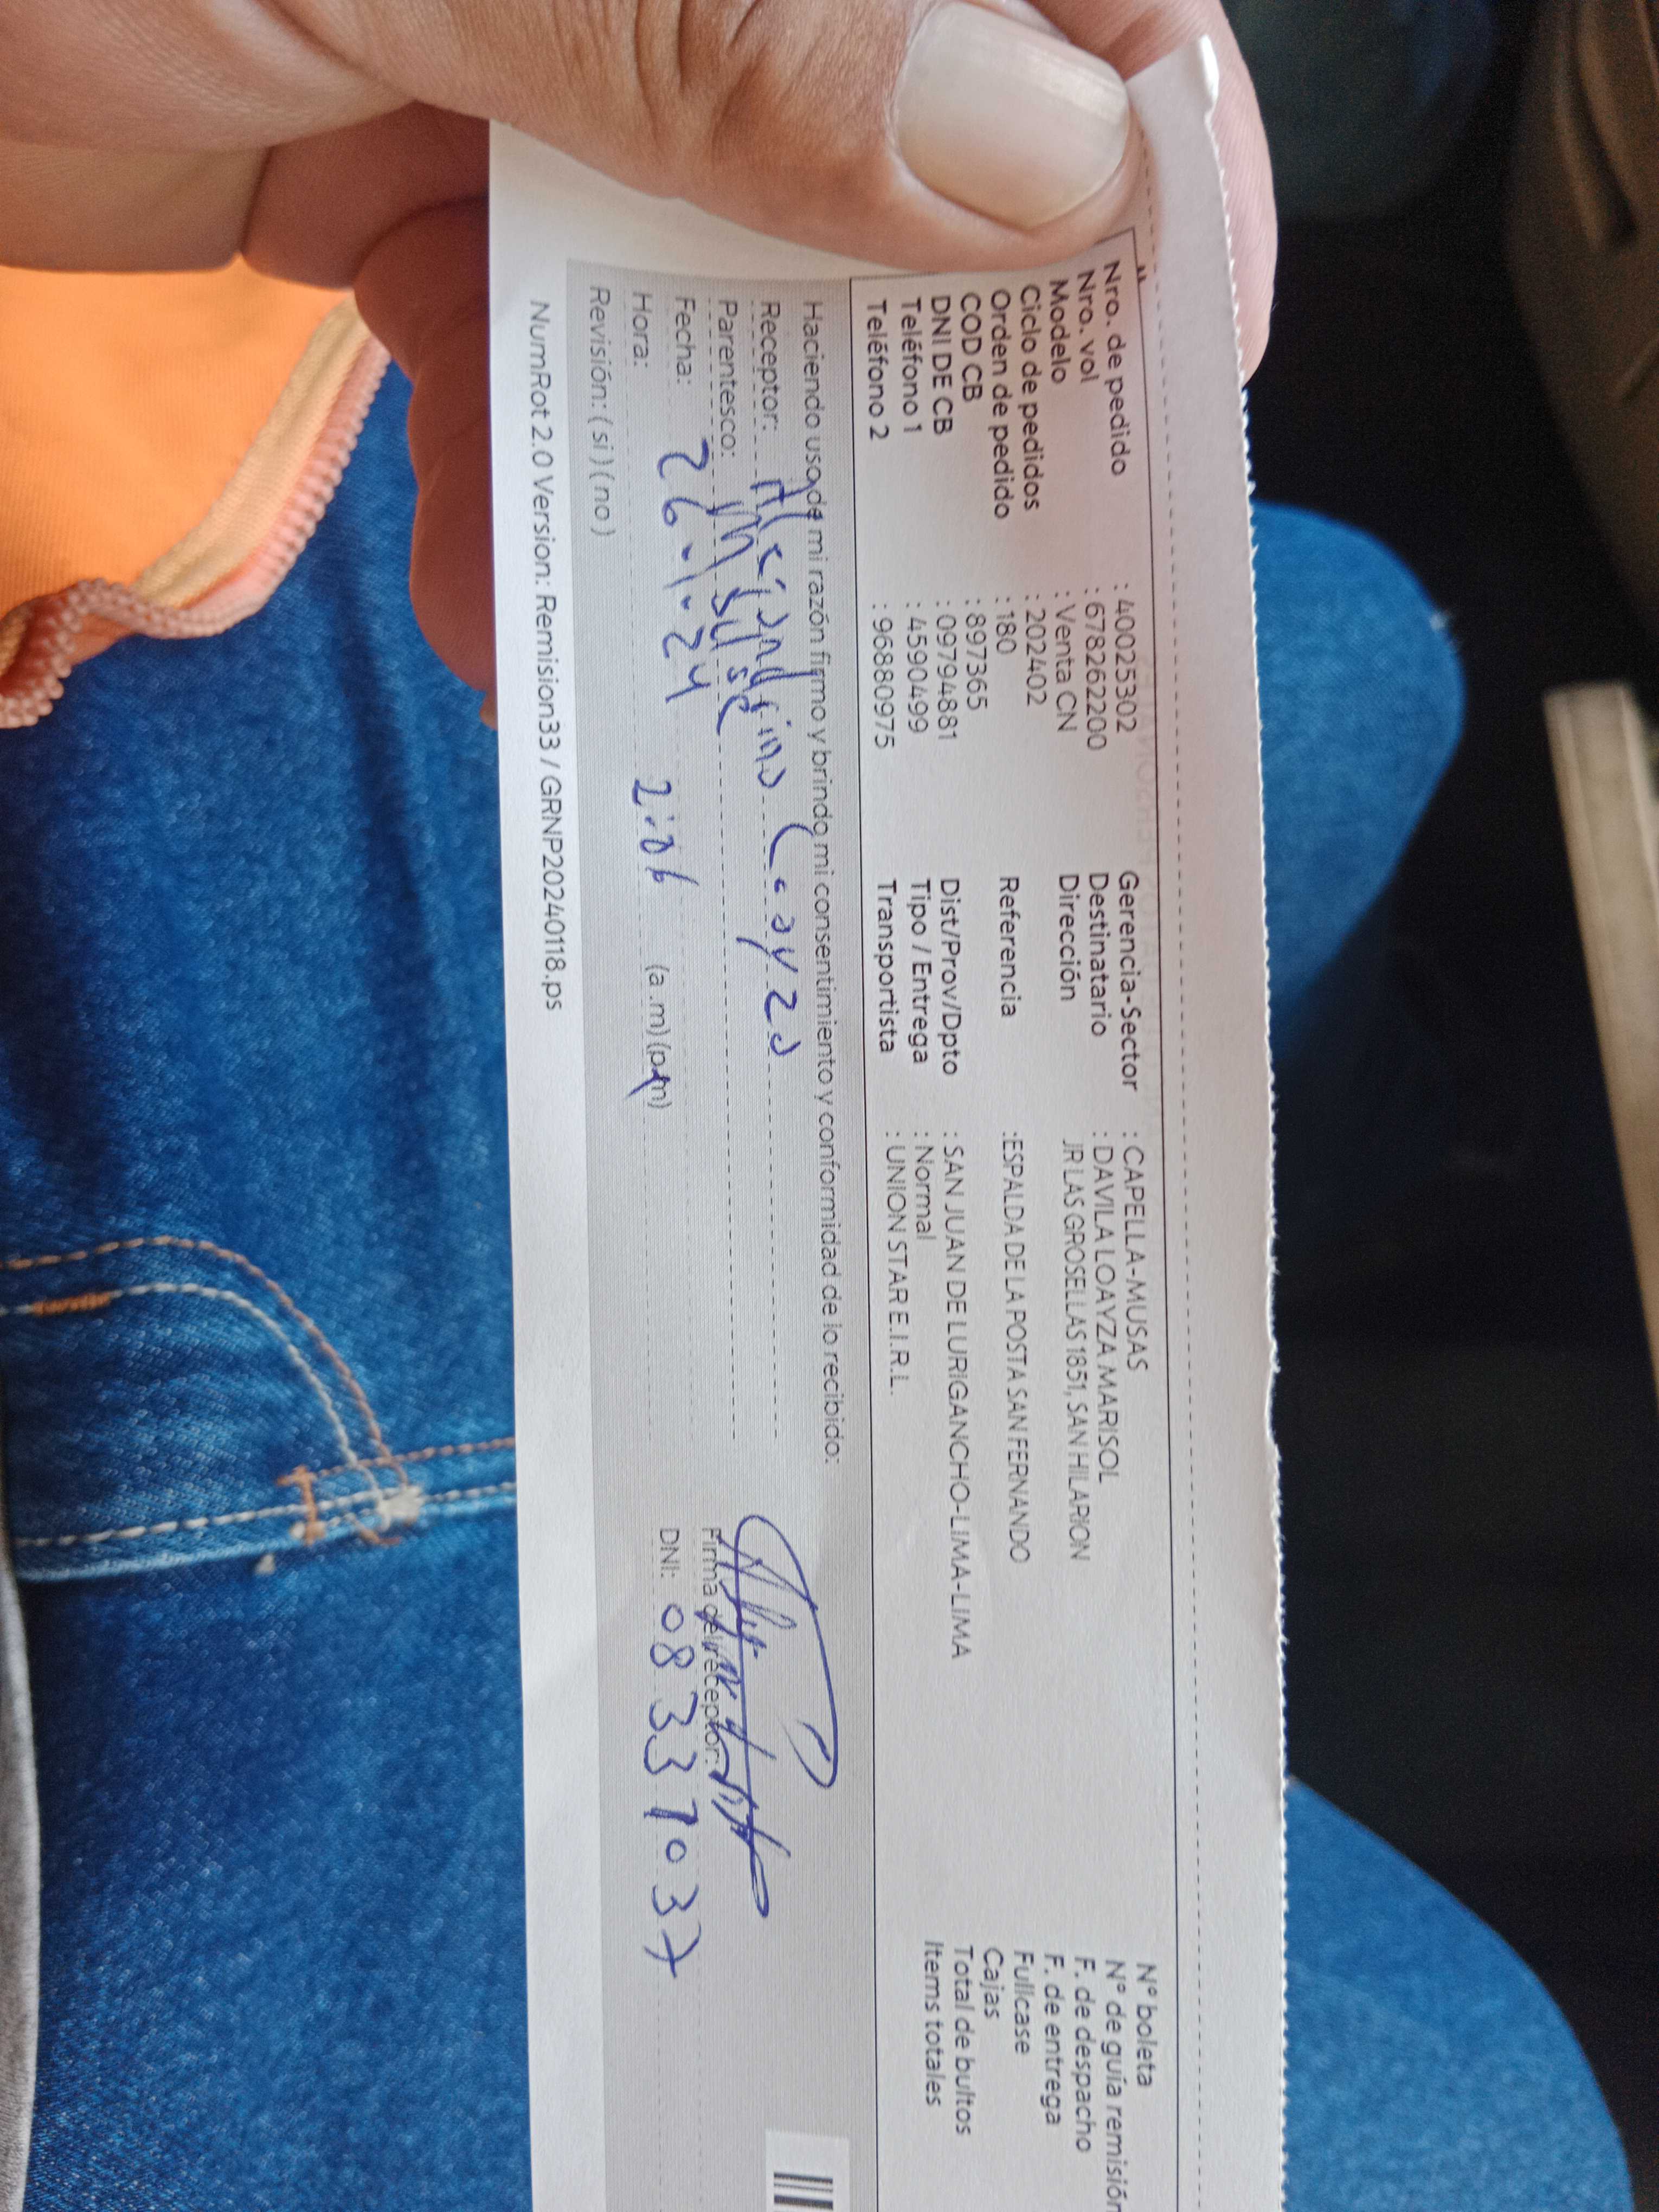 Nro. de pedido : 40025302
Nro. vol : 678262200
Modelo : Venta CN
Ciclo de pedidos : 202402
Orden de pedido : 180
COD CB : 897365
DNI DE CB : 09794881
Teléfono 1 : 4590499
Teléfono 2 : 96880975
Gerencia-Sector : CAPELLA-MUSAS
Destinatario : DAVILA LOAYZA MARISOL
Dirección JR LAS GROSELLAS 1851, SAN HILARION
Referencia : ESPALDA DE LA POSTA SAN FERNANDO
Dist/Prov/Dpto : SAN JUAN DE LURIGANCHO-LIMA-LIMA
Tipo / Entrega : Normal
Transportista : UNION STAR E.I.R.L.
N° boleta
N° de guía remisión
F. de despacho
F. de entrega
Fullcase
Cajas
Total de bultos
Items totales
Haciendo uso de mi razón firmo y brindo mi consentimiento y conformidad de lo recibido:
Receptor: Loayza
Parentesco:
Fecha: 26-1-24
Hora: 2:06 (a.m) (p.m)
Revisión: ( si ) ( no )
Firma del receptor:
DNI: 08337037
NumRot 2.0 Version: Remision33 / GRNP20240118.ps